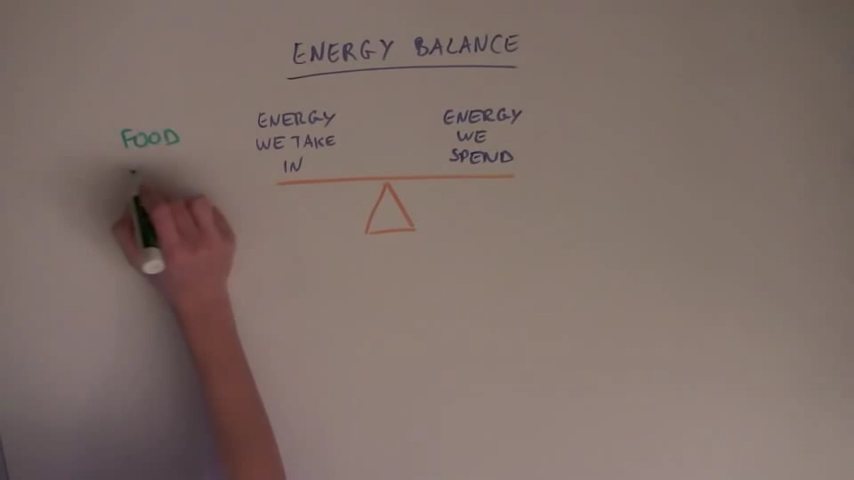 ENERGY BALANCE
FOOD
ENERGY
WE TAKE
IN
ENERGY
WE
SPEND